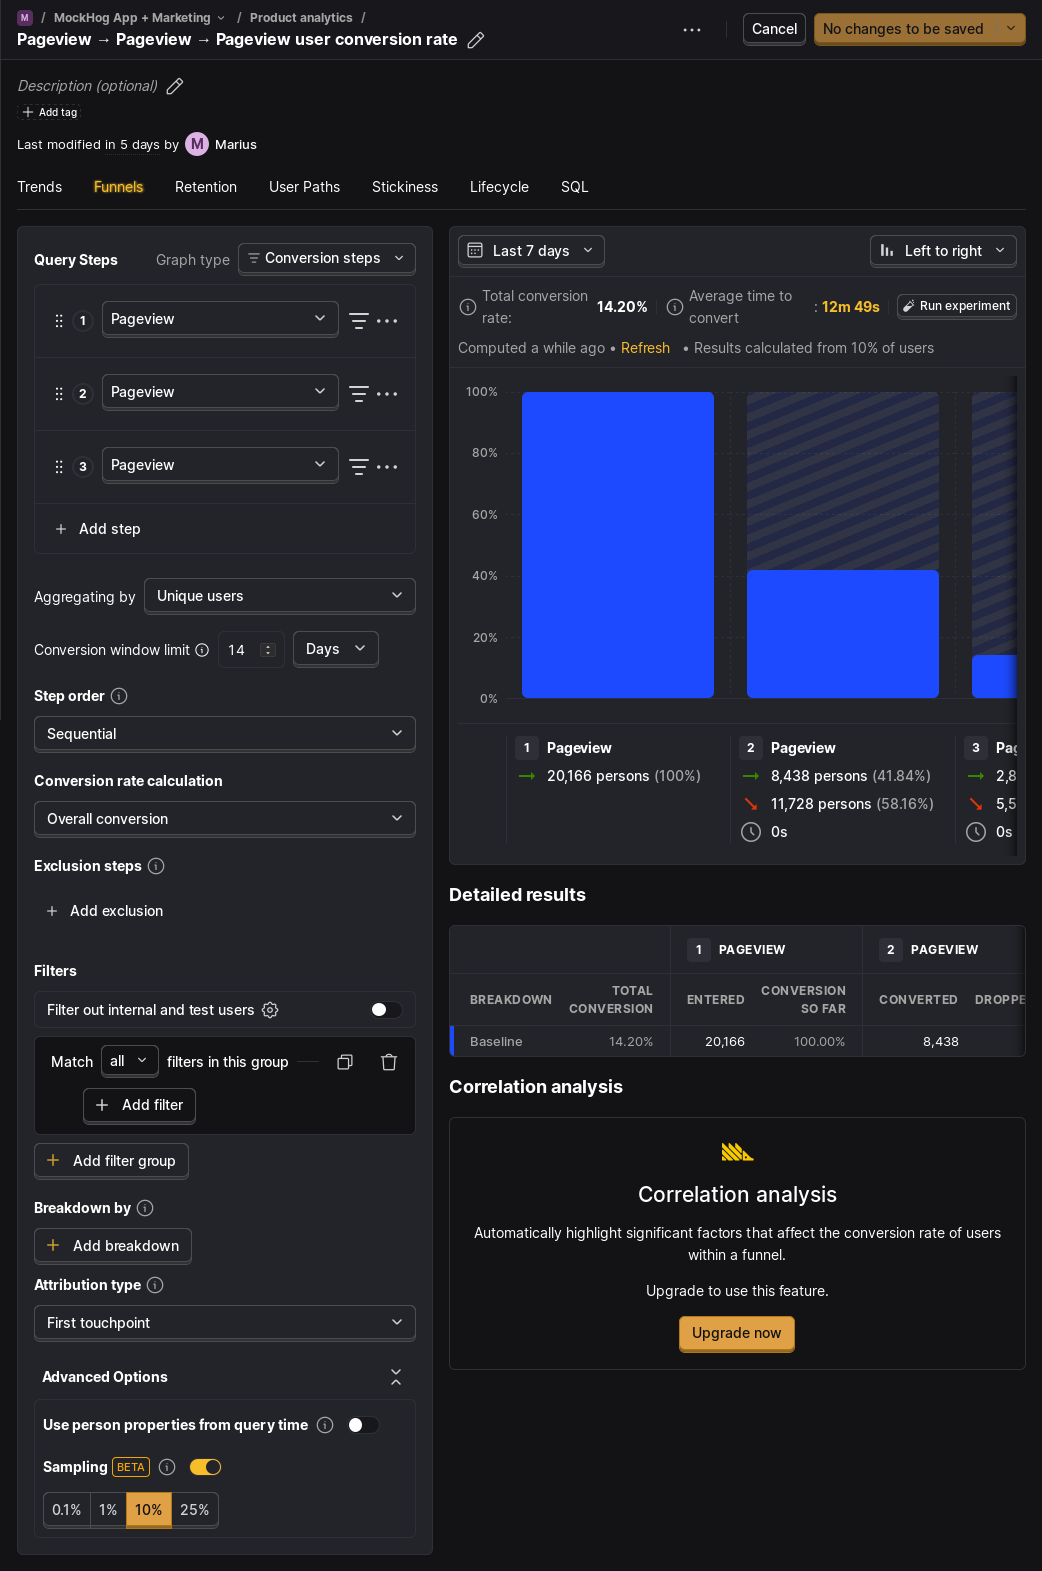 M / MockHog App + Marketing / Product analytics /
Pageview → Pageview → Pageview user conversion rate
Cancel
No changes to be saved
Description (optional)
Add tag
Last modified in 5 days by M Marius
Trends Funnels Retention User Paths Stickiness Lifecycle SQL
Query Steps
Graph type
Conversion steps
1 Pageview
2 Pageview
3 Pageview
Add step
Aggregating by Unique users
Conversion window limit 14 Days
Step order
Sequential
Conversion rate calculation
Overall conversion
Exclusion steps
Add exclusion
Filters
Filter out internal and test users
Match all filters in this group
Add filter
Add filter group
Breakdown by
Add breakdown
Attribution type
First touchpoint
Advanced Options
Use person properties from query time
Sampling BETA
0.1% 1% 10% 25%
Last 7 days
Left to right
Total conversion rate: 14.20%
Average time to convert : 12m 49s
Run experiment
Computed a while ago • Refresh • Results calculated from 10% of users
100%
80%
60%
40%
20%
0%
1 Pageview
20,166 persons (100%)
2 Pageview
8,438 persons (41.84%)
11,728 persons (58.16%)
0s
3 Pag
2,8
5,5
0s
Detailed results
1 PAGEVIEW 2 PAGEVIEW
BREAKDOWN TOTAL CONVERSION ENTERED CONVERSION SO FAR CONVERTED DROPPE
Baseline 14.20% 20,166 100.00% 8,438
Correlation analysis
Correlation analysis
Automatically highlight significant factors that affect the conversion rate of users
within a funnel.
Upgrade to use this feature.
Upgrade now